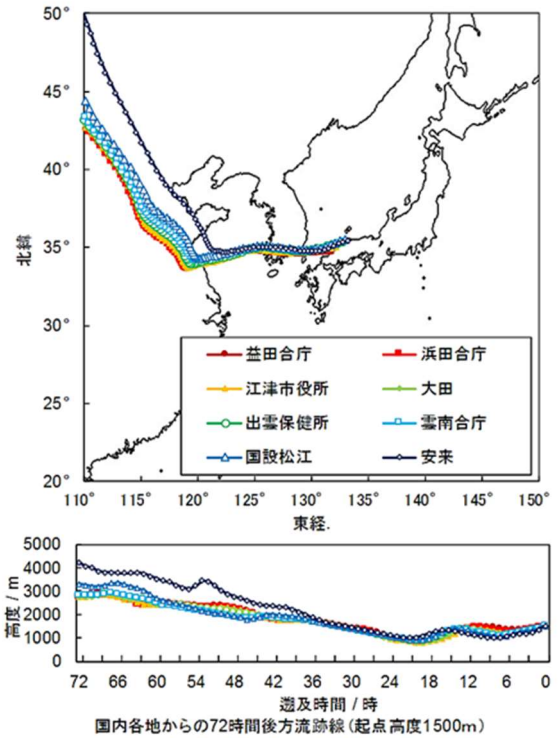 50°
45°
40°
35°
30°
25°
20°
北緯
益田合庁 浜田合庁
江津市役所 大田
出雲保健所 雲南合庁
国設松江 安来
110° 115° 120° 125° 130° 135° 140° 145° 150°
東経.
5000
4000
3000
2000
1000
0
高度 / m
72 66 60 54 48 42 36 30 24 18 12 6 0
遡及時間 / 時
国内各地からの72時間後方流跡線(起点高度1500m)